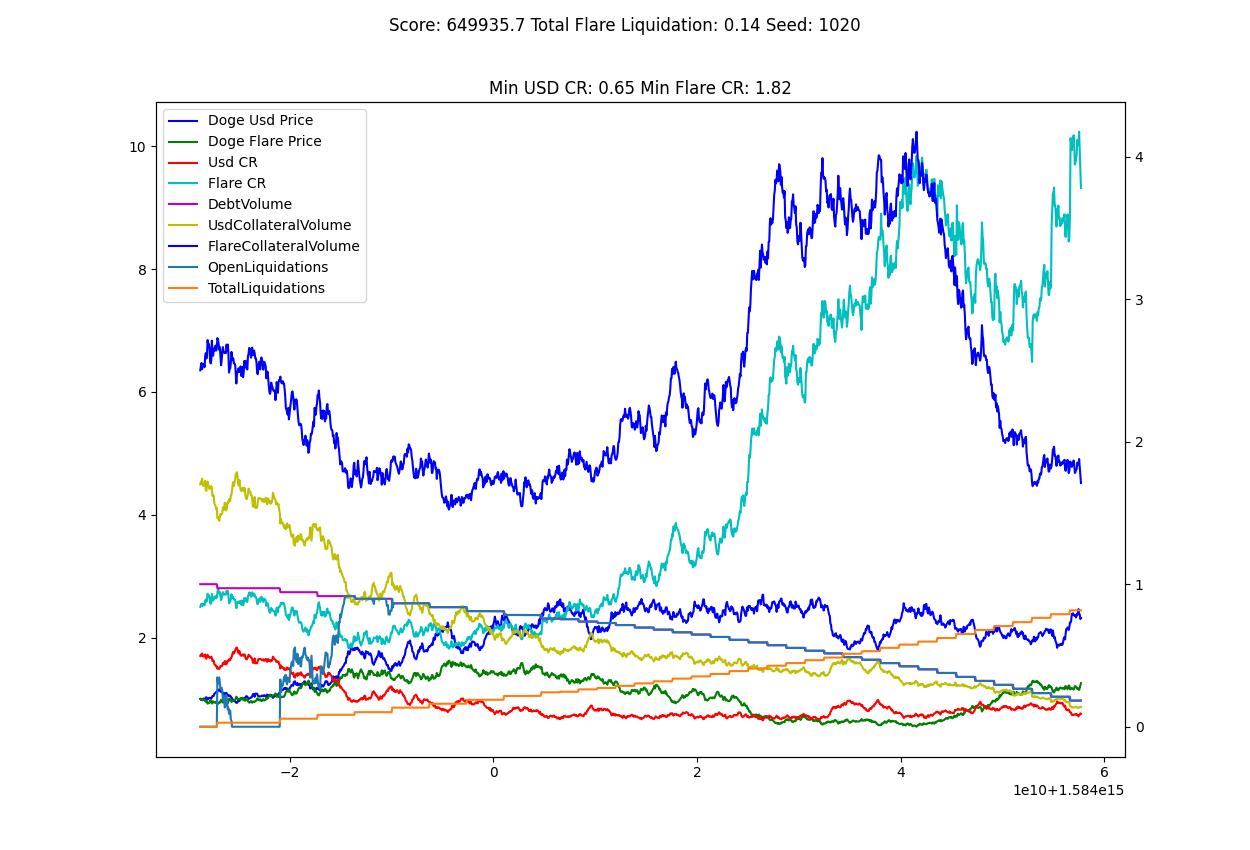 Score: 649935.7 Total Flare Liquidation: 0.14 Seed: 1020
Min USD CR: 0.65 Min Flare CR: 1.82
Doge Usd Price
Doge Flare Price
Usd CR
Flare CR
DebtVolume
UsdCollateralVolume
FlareCollateralVolume
OpenLiquidations
TotalLiquidations
10
8
6
4
2
4
3
2
1
0
−2
0
2
4
6
1e10+1.584e15